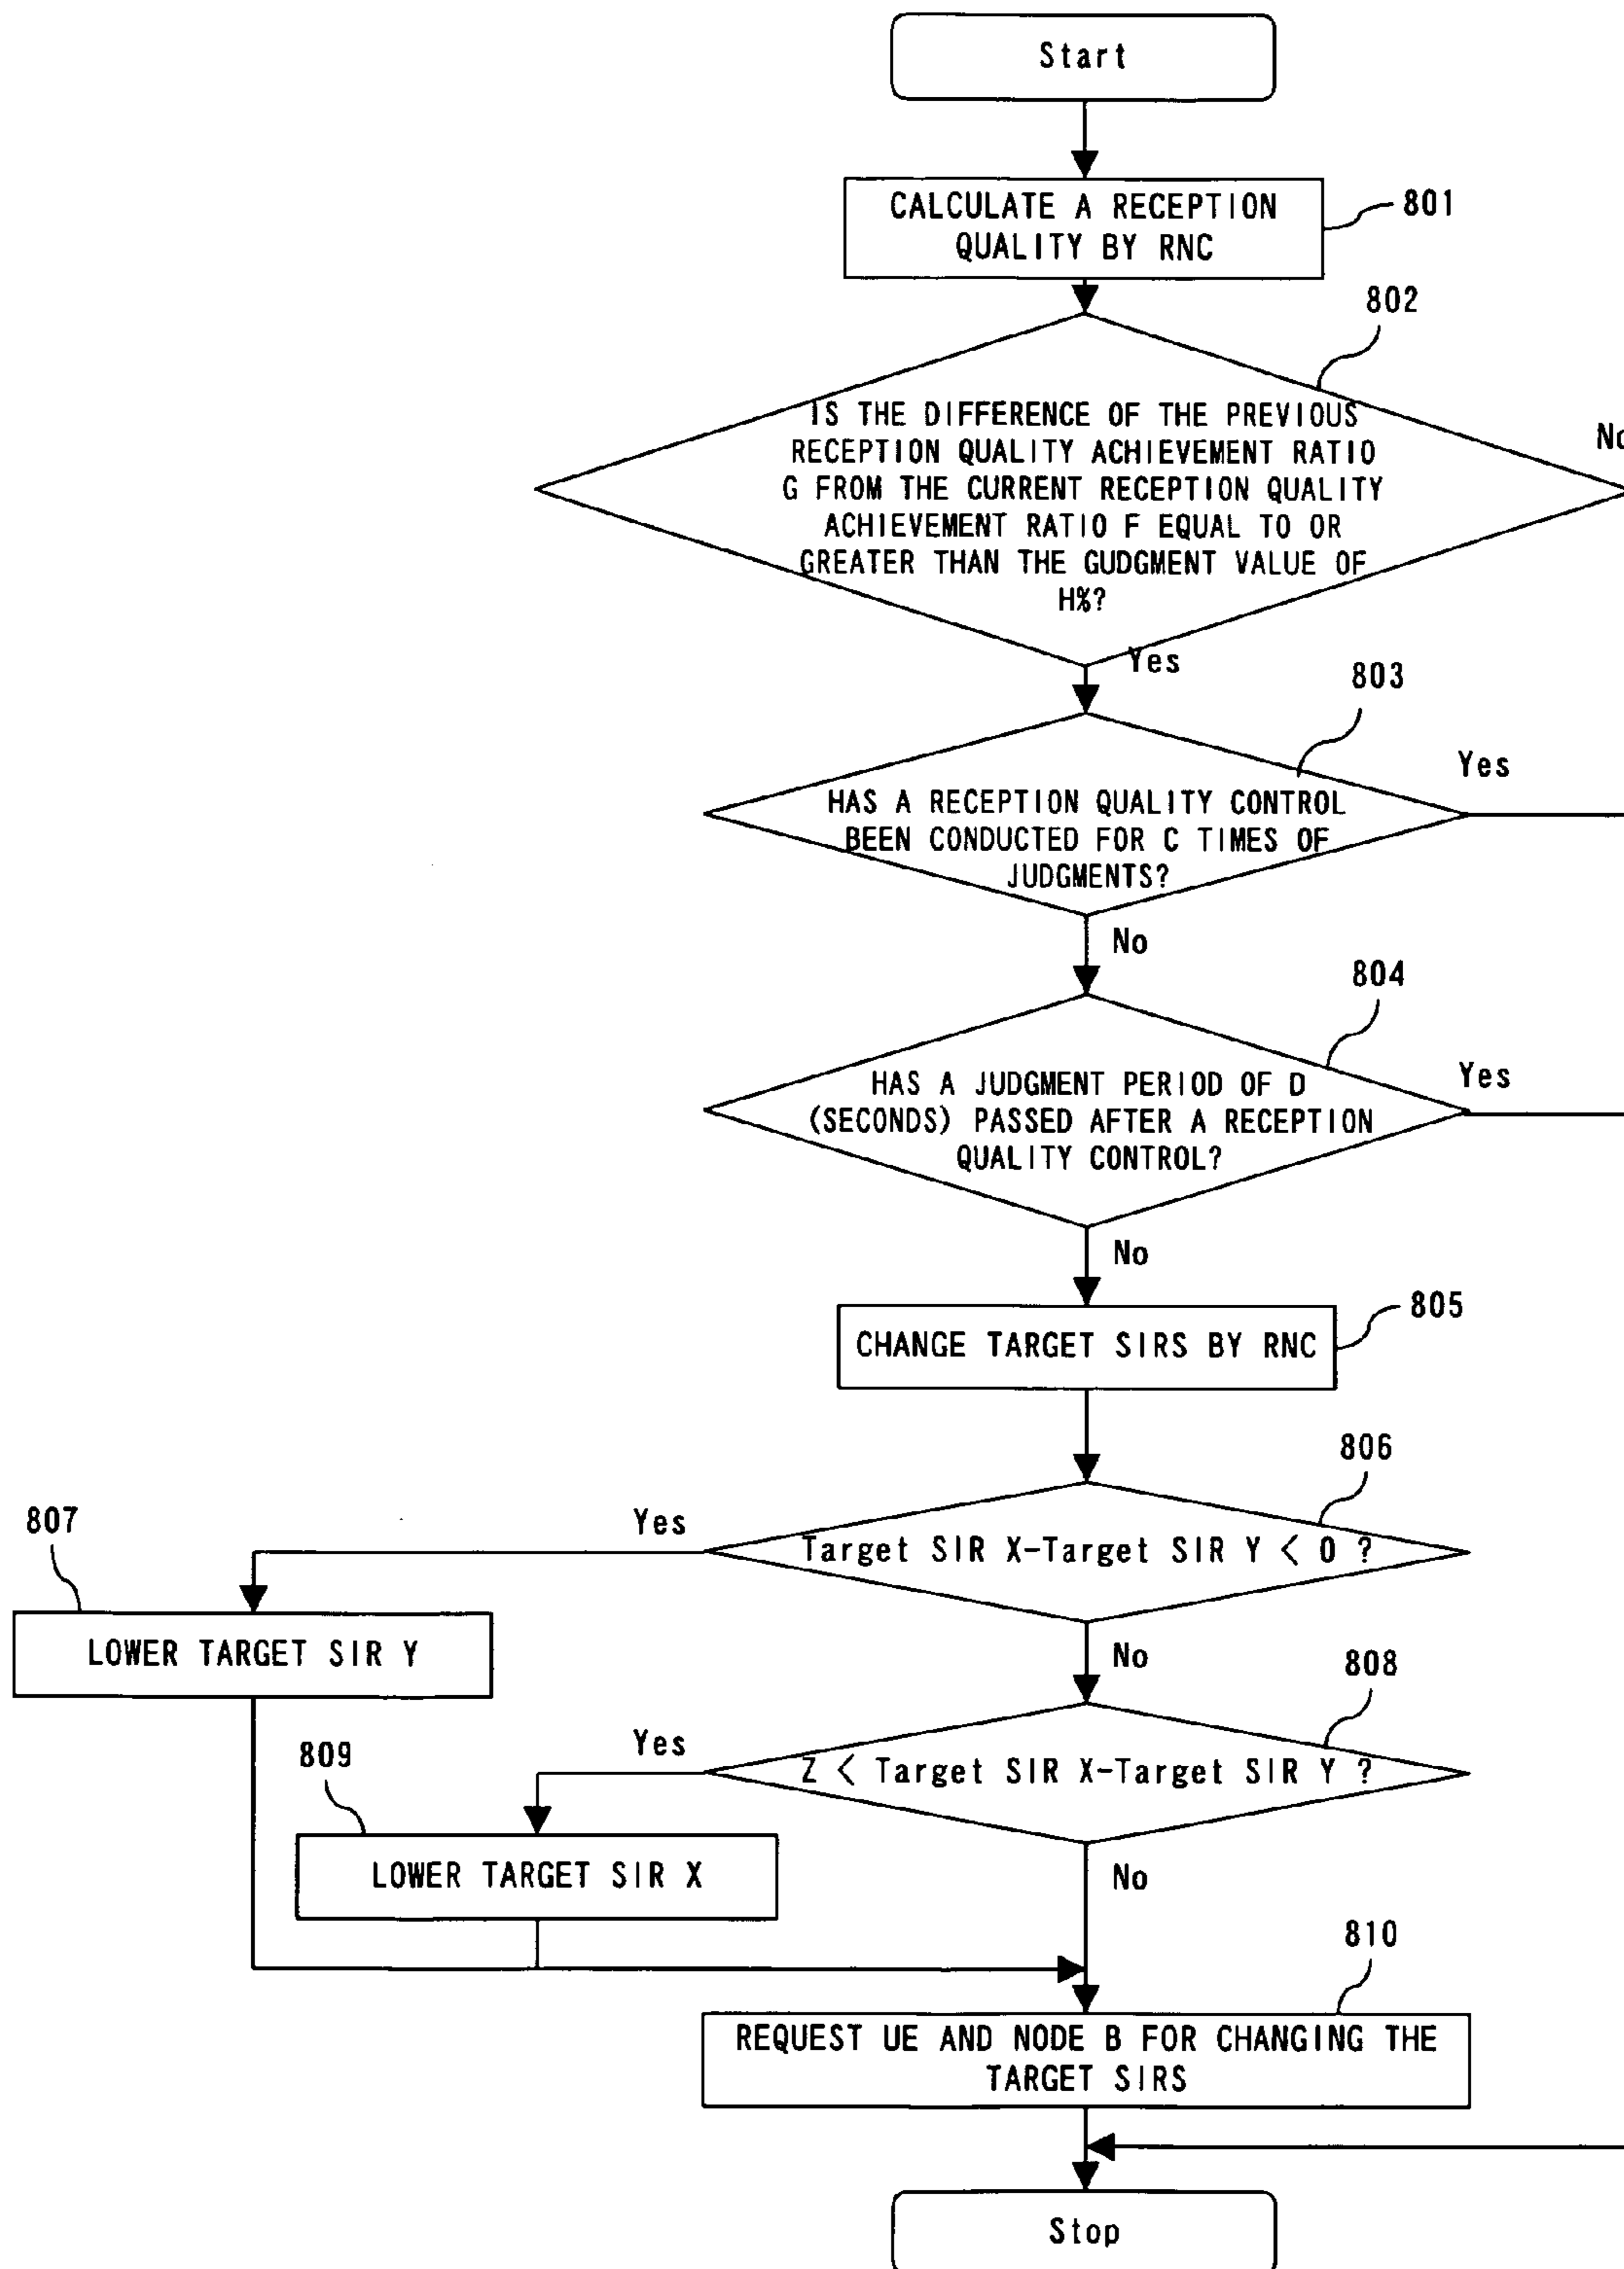 Start
CALCULATE A RECEPTION
QUALITY BY RNC
801
802
IS THE DIFFERENCE OF THE PREVIOUS
RECEPTION QUALITY ACHIEVEMENT RATIO
G FROM THE CURRENT RECEPTION QUALITY
ACHIEVEMENT RATIO F EQUAL TO OR
GREATER THAN THE GUDGMENT VALUE OF
H%?
No
Yes
803
HAS A RECEPTION QUALITY CONTROL
BEEN CONDUCTED FOR C TIMES OF
JUDGMENTS?
Yes
No
804
HAS A JUDGMENT PERIOD OF D
(SECONDS) PASSED AFTER A RECEPTION
QUALITY CONTROL?
Yes
No
CHANGE TARGET SIRS BY RNC
805
806
Target SIR X-Target SIR Y < 0 ?
Yes
807
LOWER TARGET SIR Y
No
808
Z < Target SIR X-Target SIR Y ?
Yes
809
LOWER TARGET SIR X
No
810
REQUEST UE AND NODE B FOR CHANGING THE
TARGET SIRS
Stop